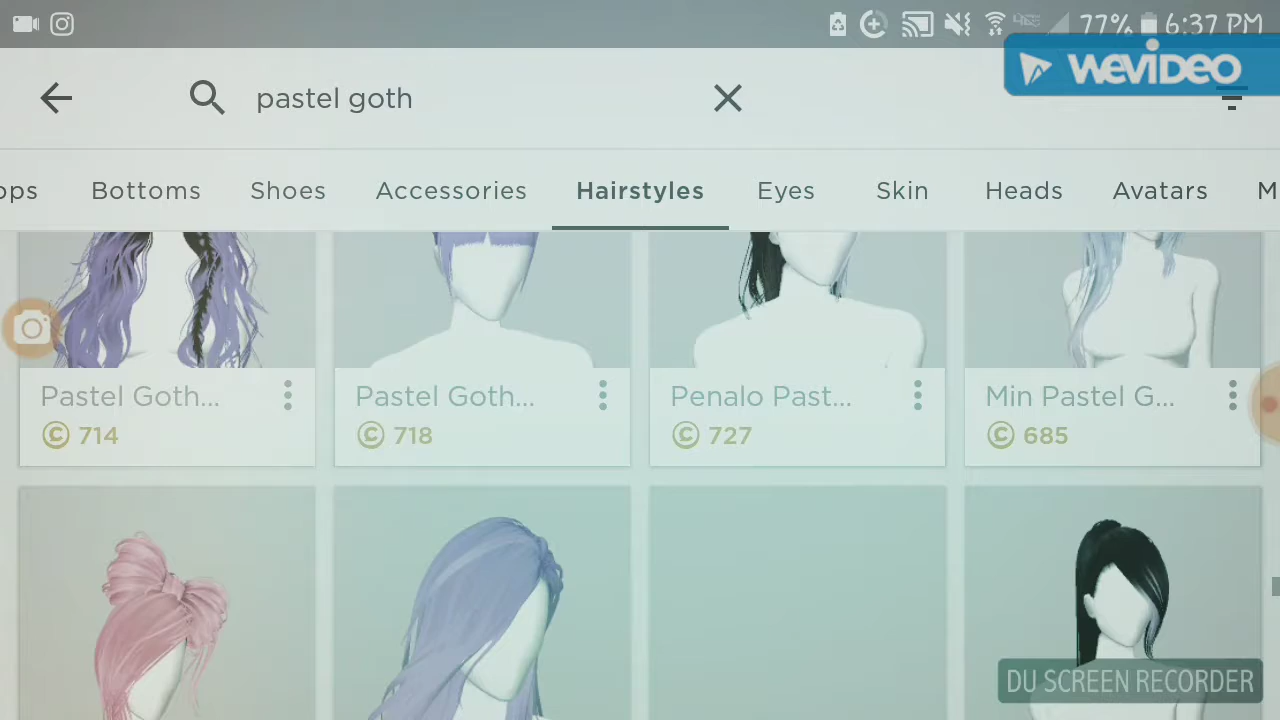 77% 6:37 PM
WEVIDEO
pastel goth
ops Bottoms Shoes Accessories Hairstyles Eyes Skin Heads Avatars M
Pastel Goth... Pastel Goth... Penalo Past... Min Pastel G...
© 714 © 718 © 727 © 685
DU SCREEN RECORDER